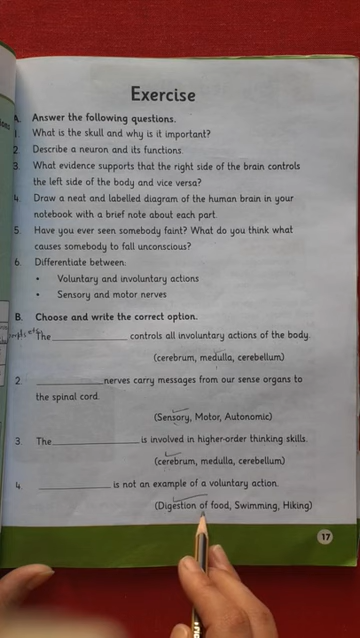 Exercise
A. Answer the following questions.
1. What is the skull and why is it important?
2. Describe a neuron and its functions.
3. What evidence supports that the right side of the brain controls
the left side of the body and vice versa?
4. Draw a neat and labelled diagram of the human brain in your
notebook with a brief note about each part.
5. Have you ever seen somebody faint? What do you think what
causes somebody to fall unconscious?
6. Differentiate between:
• Voluntary and involuntary actions
• Sensory and motor nerves
B. Choose and write the correct option.
The ______________ controls all involuntary actions of the body.
(cerebrum, medulla, cerebellum)
2. ______________ nerves carry messages from our sense organs to
the spinal cord.
(Sensory, Motor, Autonomic)
3. The ______________ is involved in higher-order thinking skills.
(cerebrum, medulla, cerebellum)
4. ______________ is not an example of a voluntary action.
(Digestion of food, Swimming, Hiking)
17